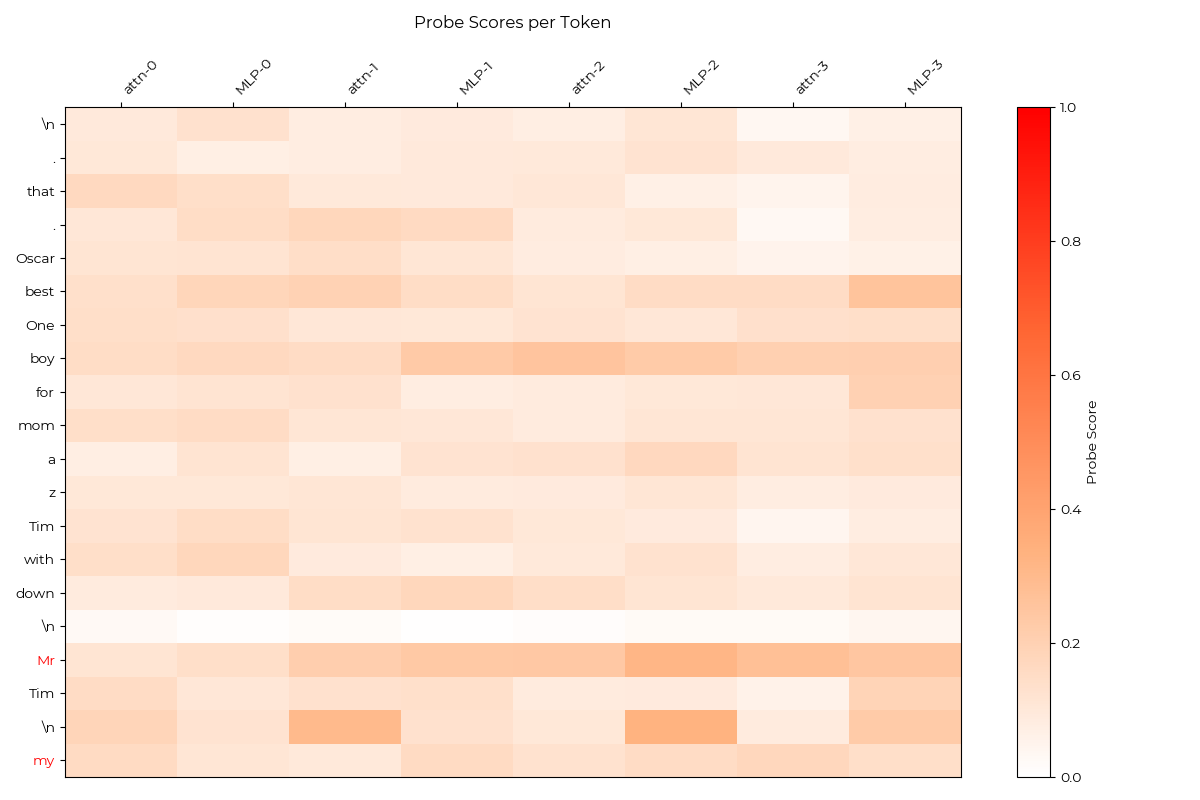 Probe Scores per Token
attn-0 MLP-0 attn-1 MLP-1 attn-2 MLP-2 attn-3 MLP-3
\n
.
that
.
Oscar
best
One
boy
for
mom
a
z
Tim
with
down
\n
Mr
Tim
\n
my
1.0
0.8
0.6
0.4
0.2
0.0
Probe Score